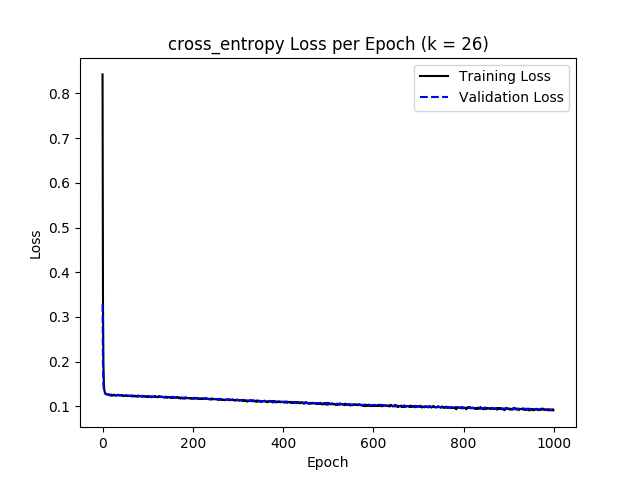 cross_entropy Loss per Epoch (k = 26)
Training Loss
Validation Loss
0.8
0.7
0.6
0.5
0.4
0.3
0.2
0.1
Loss
0 200 400 600 800 1000
Epoch